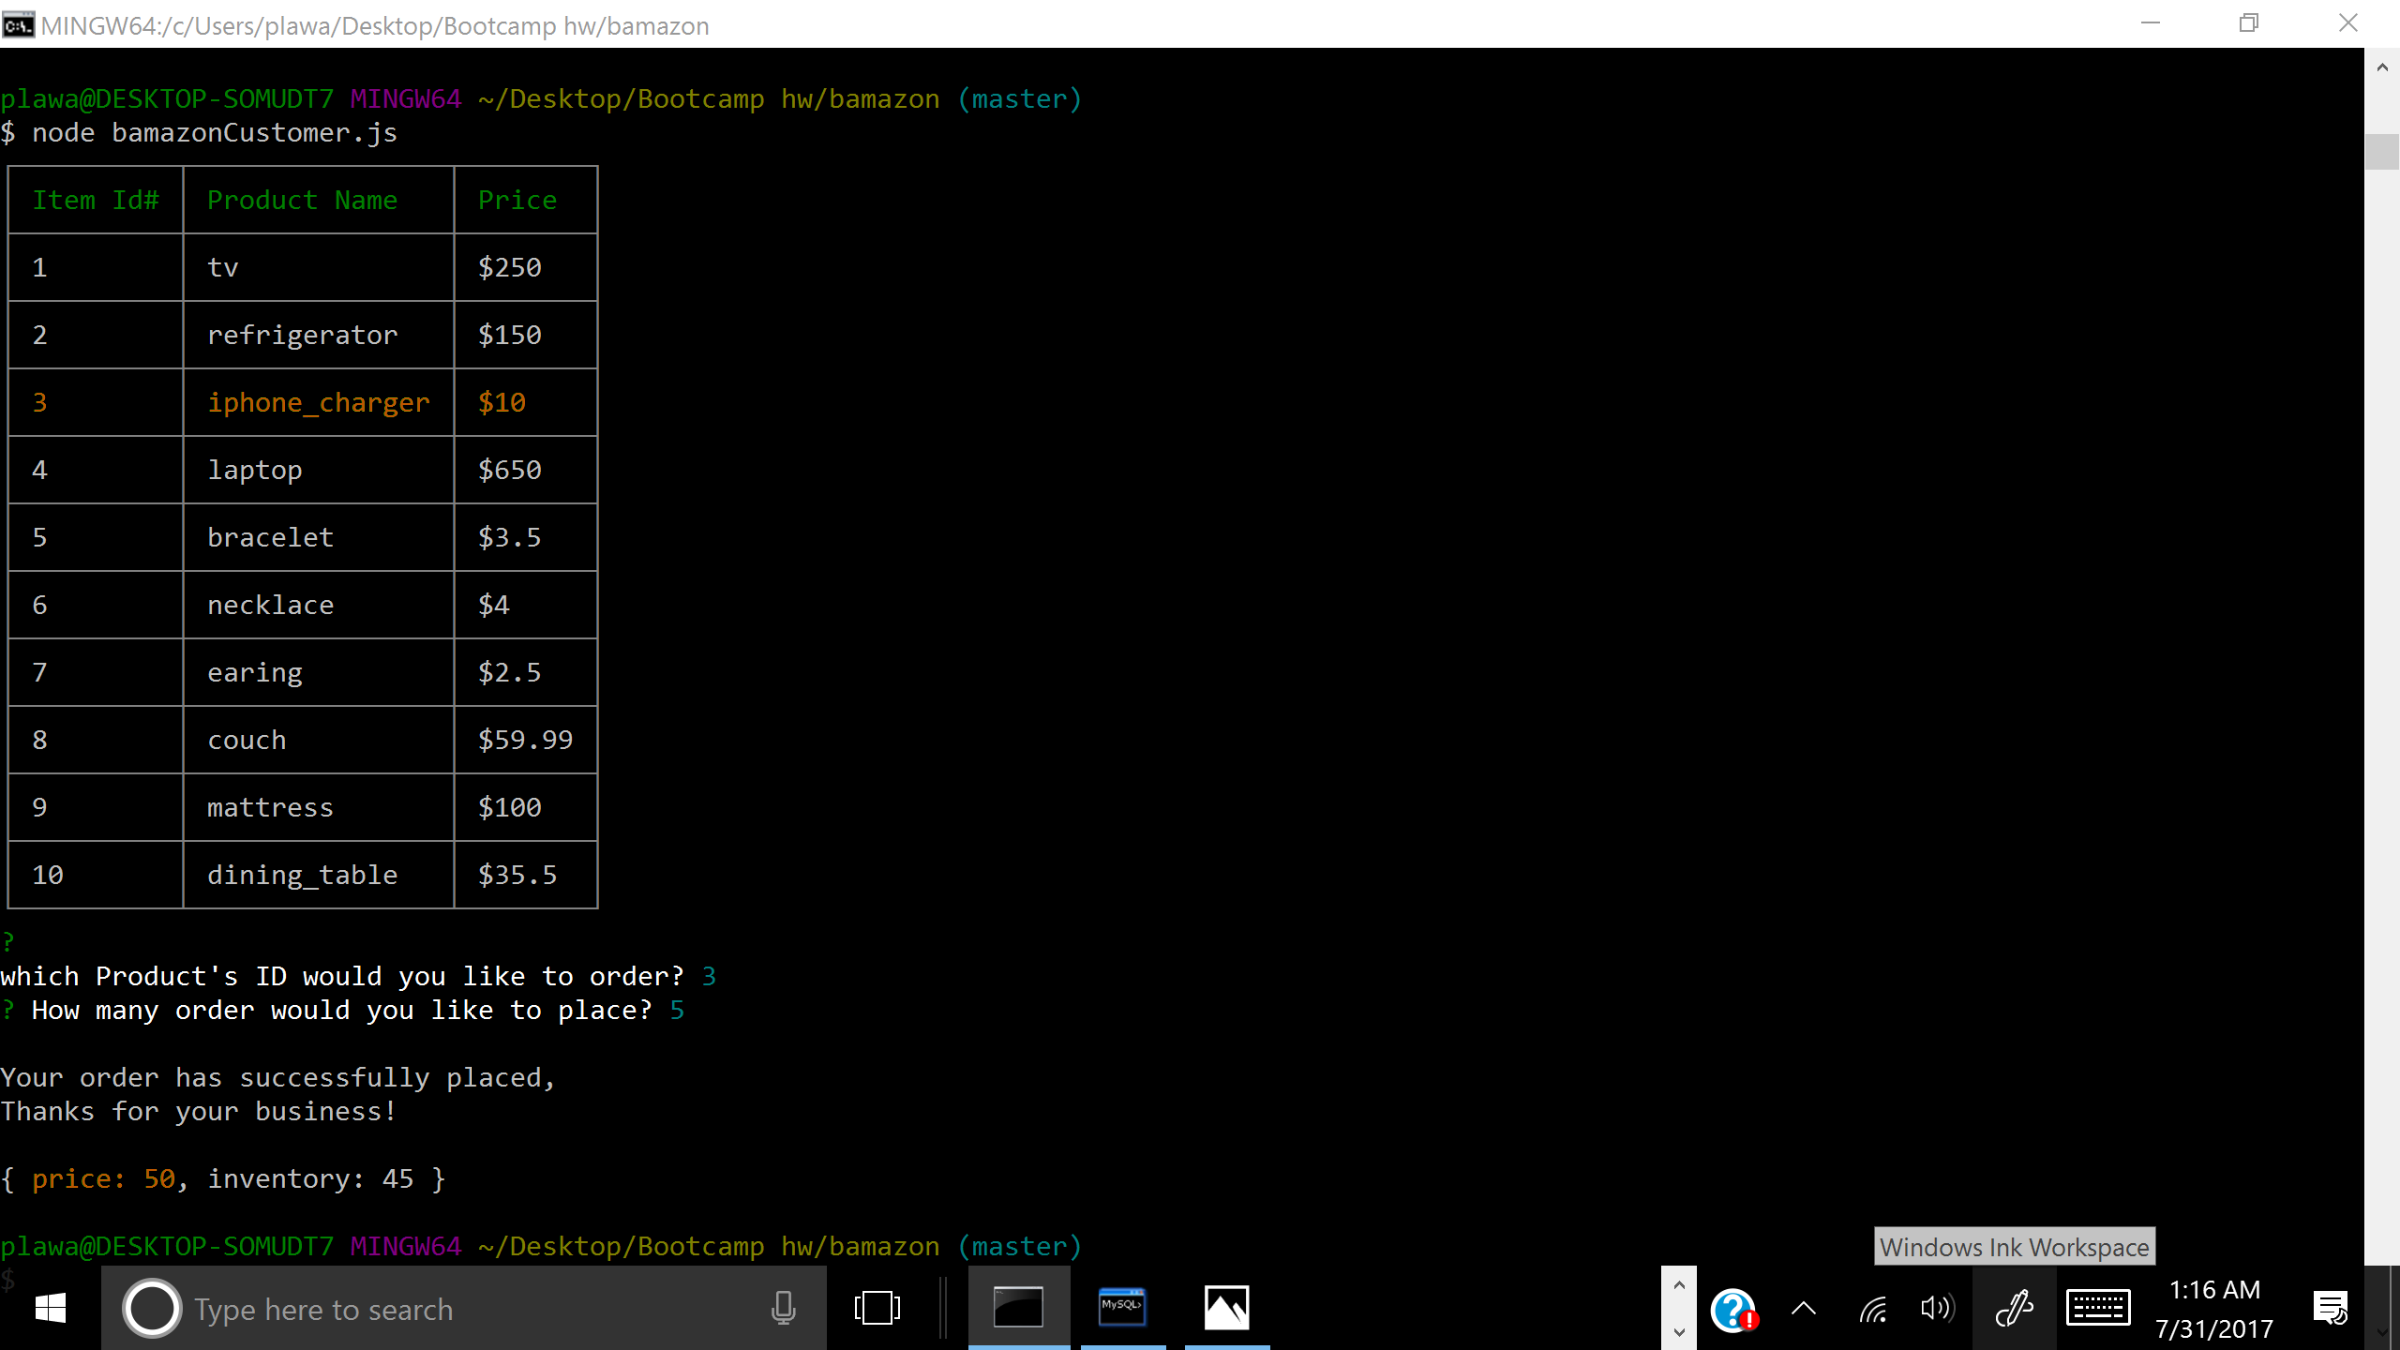 MINGW64:/c/Users/plawa/Desktop/Bootcamp hw/bamazon
plawa@DESKTOP-SOMUDT7 MINGW64 ~/Desktop/Bootcamp hw/bamazon (master)
$ node bamazonCustomer.js
Item Id# Product Name Price
1 tv $250
2 refrigerator $150
3 iphone_charger $10
4 laptop $650
5 bracelet $3.5
6 necklace $4
7 earing $2.5
8 couch $59.99
9 mattress $100
10 dining_table $35.5
?
which Product's ID would you like to order? 3
? How many order would you like to place? 5
Your order has successfully placed,
Thanks for your business!
{ price: 50, inventory: 45 }
plawa@DESKTOP-SOMUDT7 MINGW64 ~/Desktop/Bootcamp hw/bamazon (master)
$
Windows Ink Workspace
Type here to search
MySQL>
1:16 AM
7/31/2017